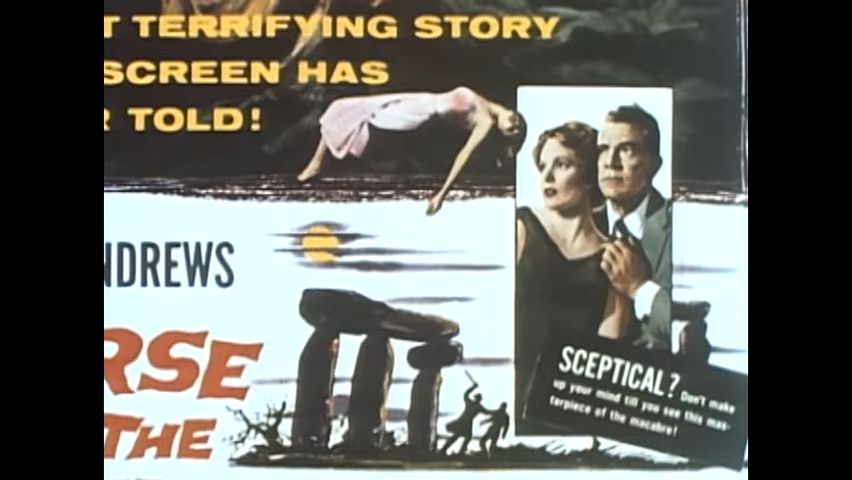 T TERRIFYING STORY
SCREEN HAS
R TOLD!
NDREWS
RSE
THE
SCEPTICAL? Don't make
up your mind till you see this mas-
terpiece of the macabre!